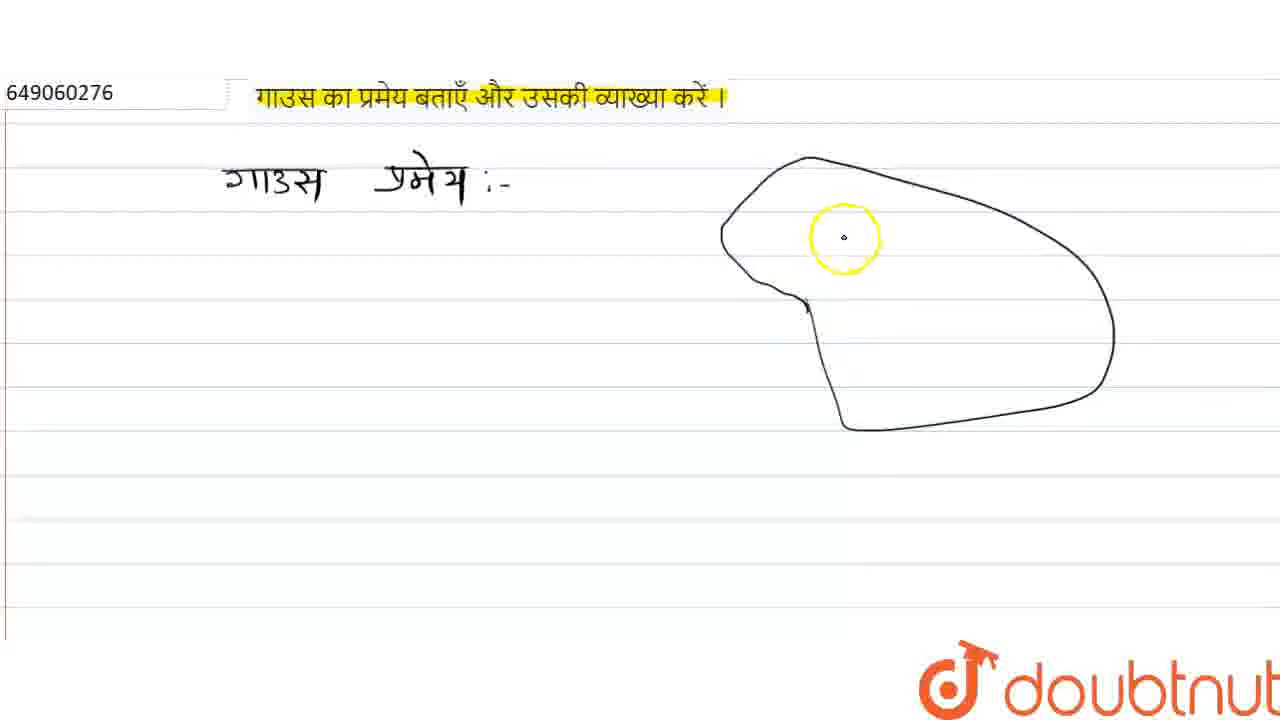 649060276
गाउस का प्रमेय बताएँ और उसकी व्याख्या करें ।
गाउस प्रमेय :-
doubtnut